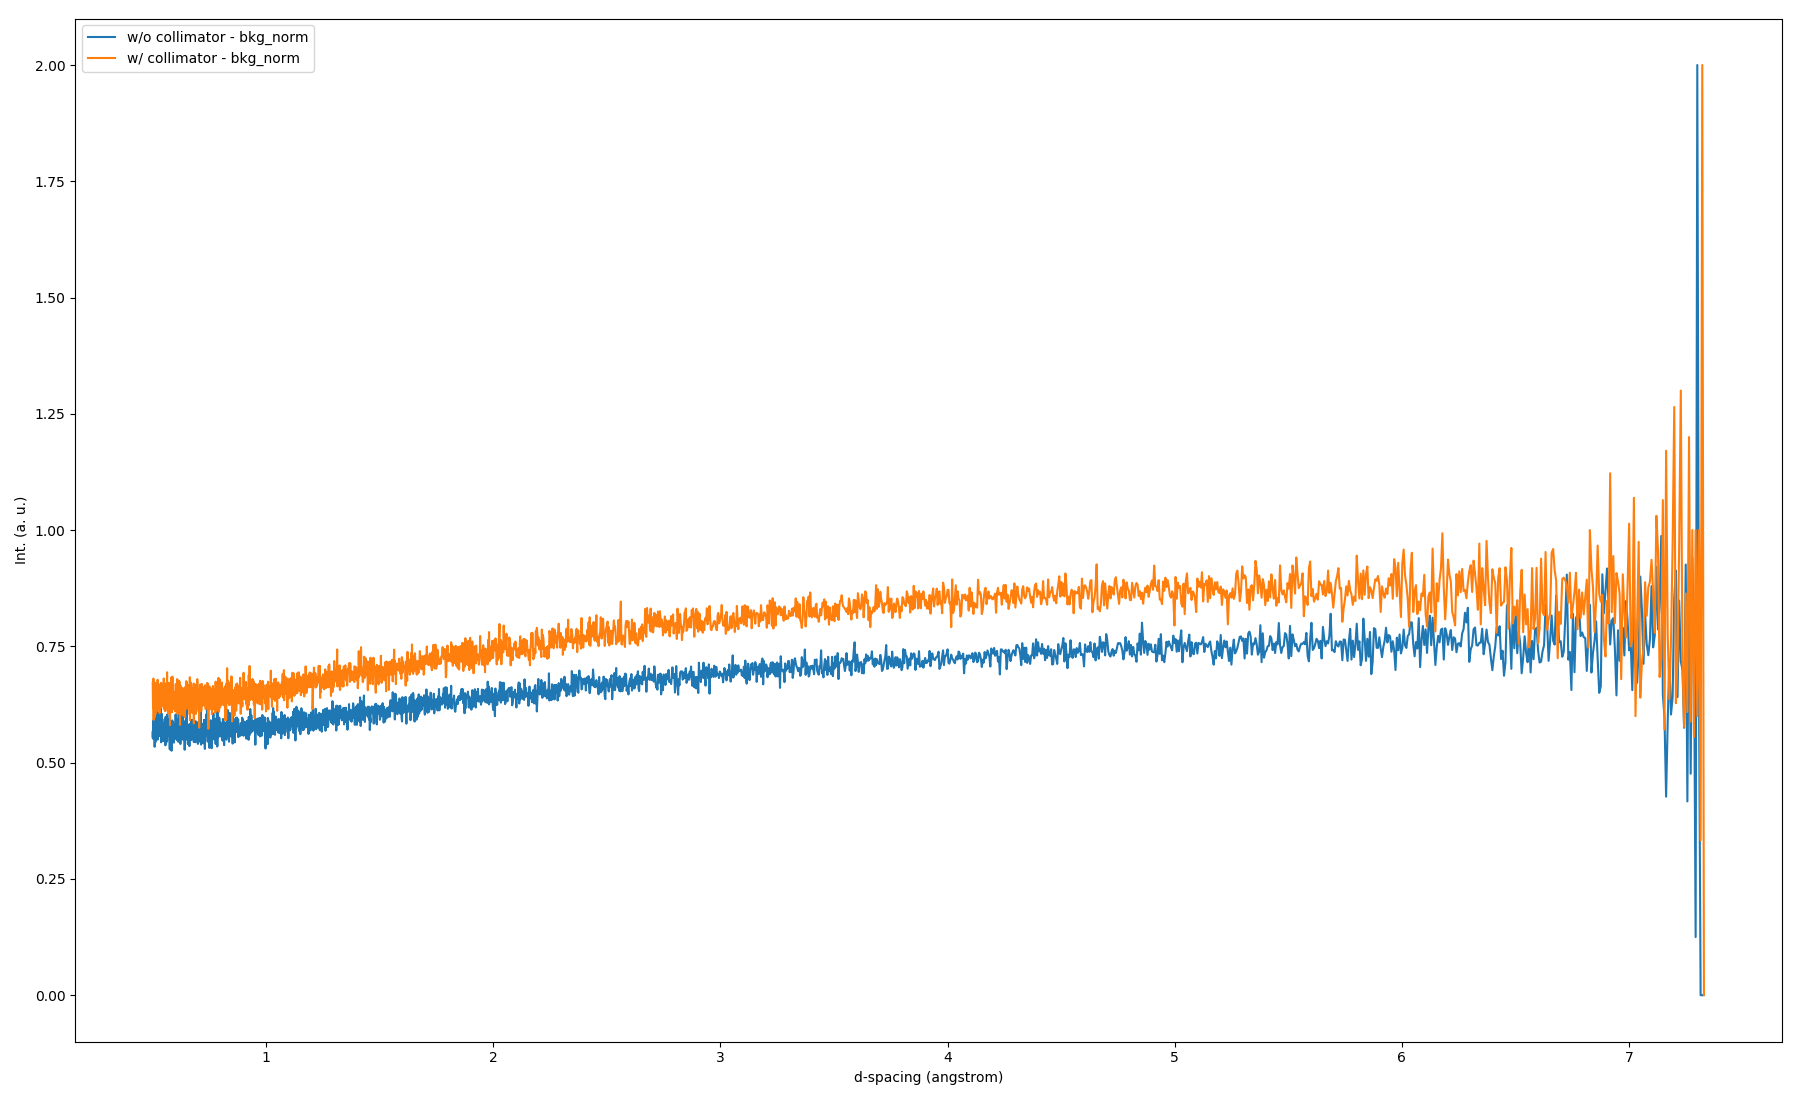 w/o collimator - bkg_norm
w/ collimator - bkg_norm
2.00
1.75
1.50
1.25
1.00
0.75
0.50
0.25
0.00
Int. (a. u.)
1 2 3 4 5 6 7
d-spacing (angstrom)